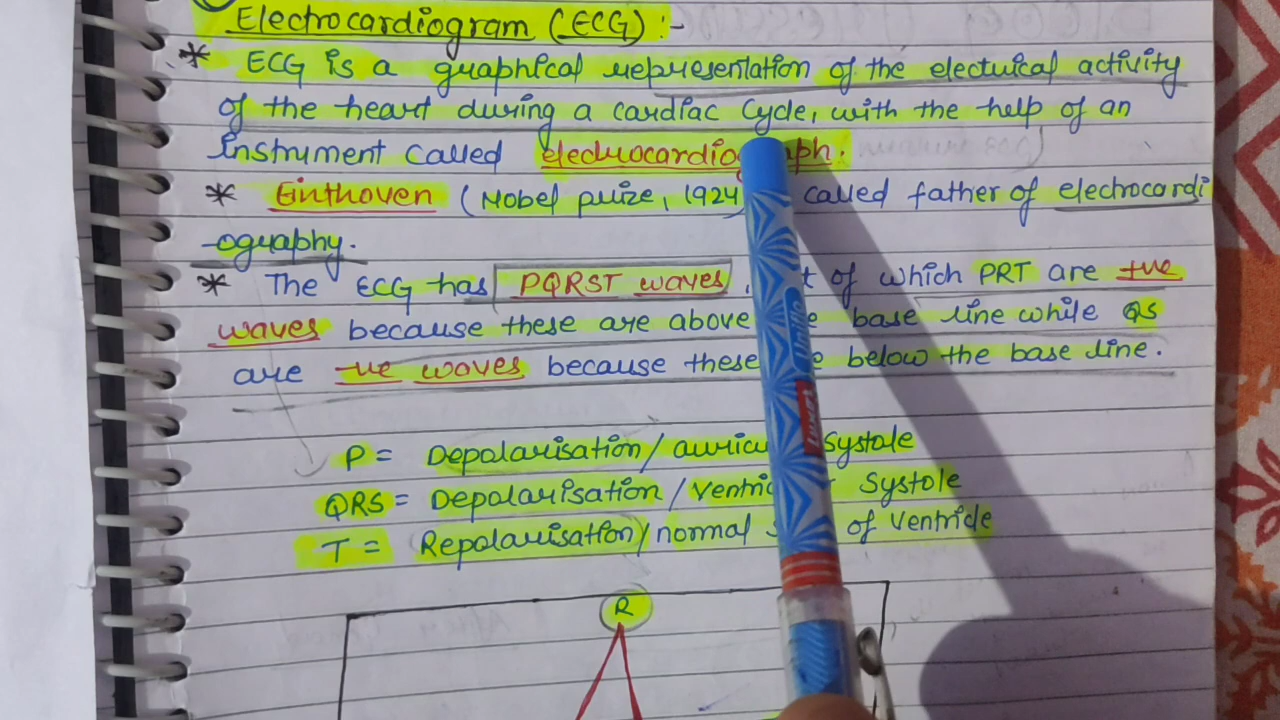 Electrocardiogram (ECG) :-
* ECG is a graphical representation of the electrical activity
of the heart during a cardiac cycle, with the help of an
instrument called electrocardio ph.
* Einthoven (Nobel prize, 1924 called father of electrocardi
-ography.
* The ECG has PQRST waves, t of which PRT are +ve
waves because these are above e base line while QS
are -ve waves because these e below the base line.
P = Depolarisation / auricu systole
QRS = Depolarisation / Ventric r Systole
T = Repolarisation / normal s of ventricle
R